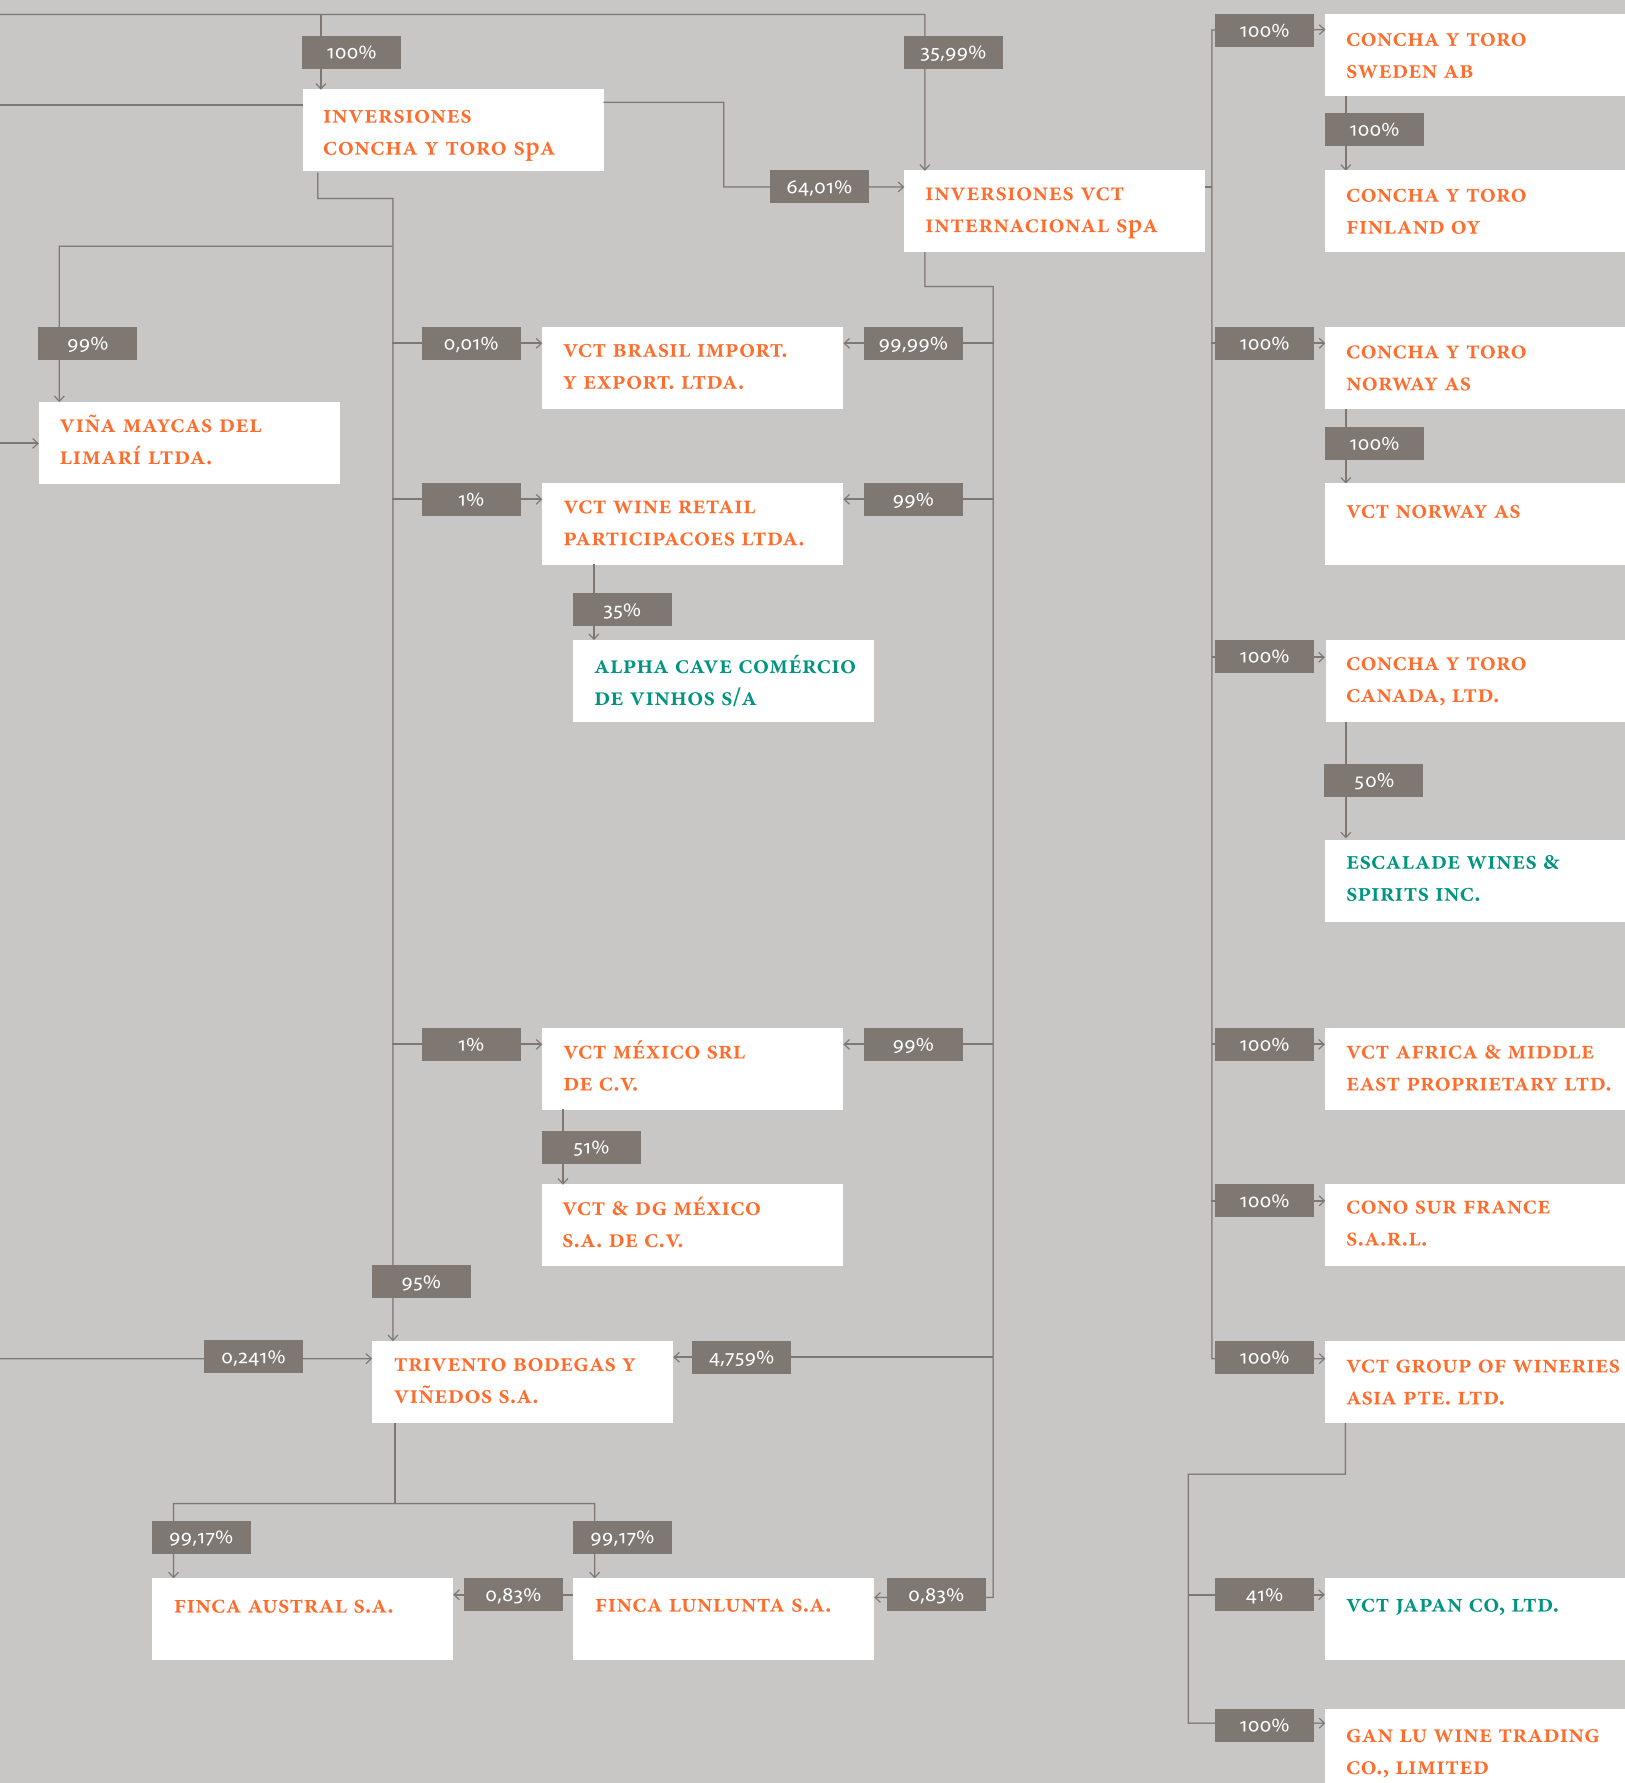 100%
35,99%
100%
CONCHA Y TORO
SWEDEN AB
INVERSIONES
CONCHA Y TORO SpA
100%
64,01%
INVERSIONES VCT
INTERNACIONAL SpA
CONCHA Y TORO
FINLAND OY
99%
0,01%
VCT BRASIL IMPORT.
Y EXPORT. LTDA.
99,99%
100%
CONCHA Y TORO
NORWAY AS
VIÑA MAYCAS DEL
LIMARÍ LTDA.
100%
1%
VCT WINE RETAIL
PARTICIPACOES LTDA.
99%
VCT NORWAY AS
35%
ALPHA CAVE COMÉRCIO
DE VINHOS S/A
100%
CONCHA Y TORO
CANADA, LTD.
50%
ESCALADE WINES &
SPIRITS INC.
1%
VCT MÉXICO SRL
DE C.V.
99%
100%
VCT AFRICA & MIDDLE
EAST PROPRIETARY LTD.
51%
VCT & DG MÉXICO
S.A. DE C.V.
100%
CONO SUR FRANCE
S.A.R.L.
95%
0,241%
TRIVENTO BODEGAS Y
VIÑEDOS S.A.
4,759%
100%
VCT GROUP OF WINERIES
ASIA PTE. LTD.
99,17%
99,17%
FINCA AUSTRAL S.A.
0,83%
FINCA LUNLUNTA S.A.
0,83%
41%
VCT JAPAN CO, LTD.
100%
GAN LU WINE TRADING
CO., LIMITED